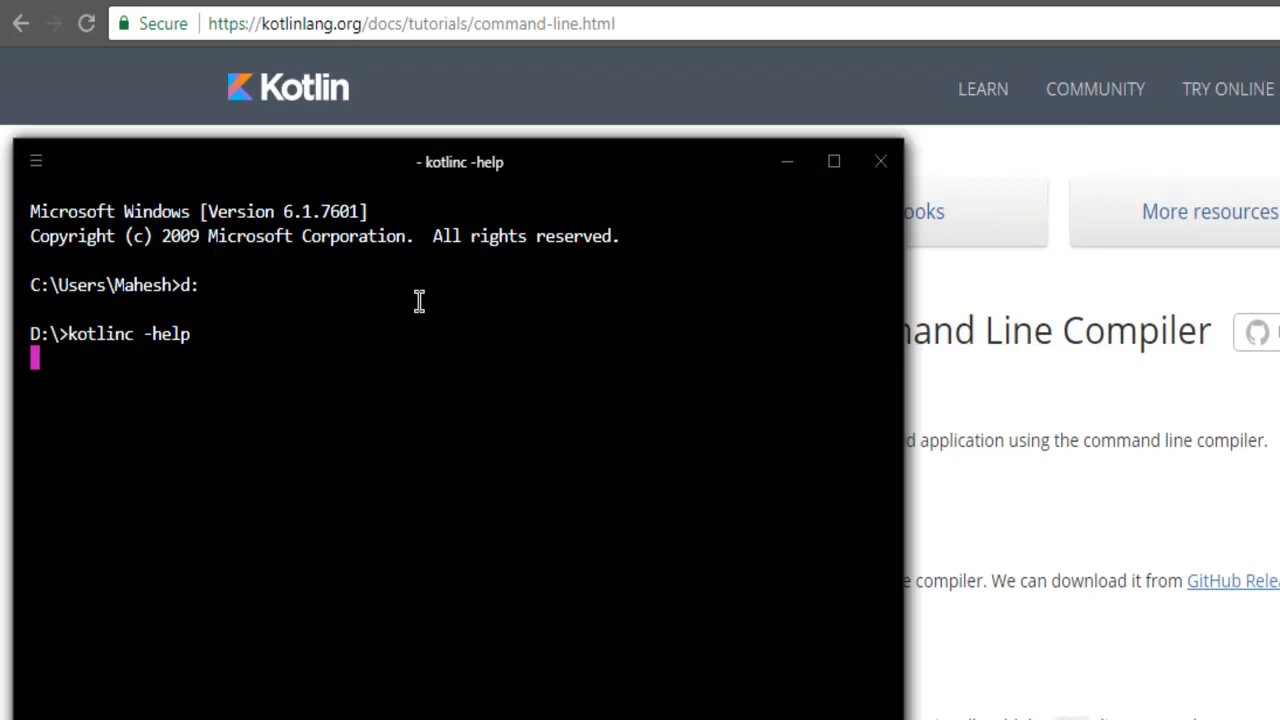 Secure https://kotlinlang.org/docs/tutorials/command-line.html
Kotlin
LEARN COMMUNITY TRY ONLINE
- kotlinc -help
Microsoft Windows [Version 6.1.7601]
Copyright (c) 2009 Microsoft Corporation. All rights reserved.
ooks
More resources
C:\Users\Mahesh>d:
D:\>kotlinc -help
and Line Compiler
d application using the command line compiler.
e compiler. We can download it from GitHub Relea